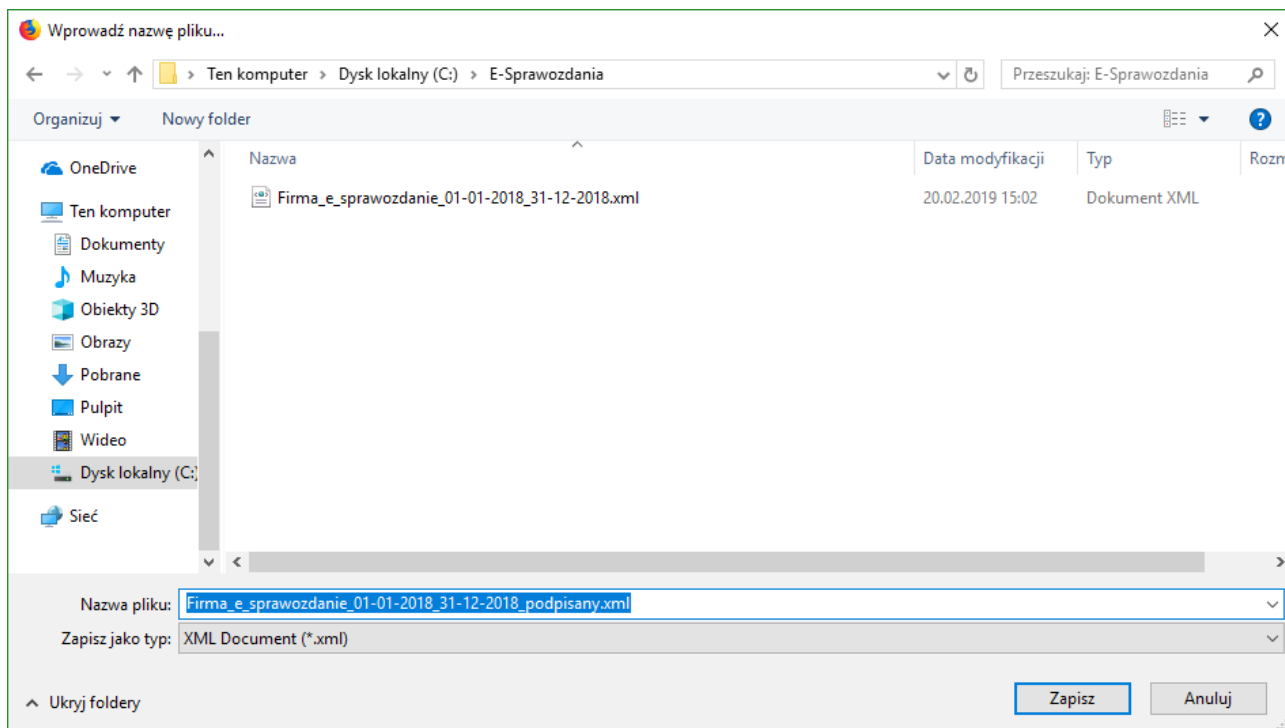 Wprowadź nazwę pliku...
Ten komputer > Dysk lokalny (C:) > E-Sprawozdania
Przeszukaj: E-Sprawozdania
Organizuj Nowy folder
?
Nazwa Data modyfikacji Typ Rozm
Firma_e_sprawozdanie_01-01-2018_31-12-2018.xml 20.02.2019 15:02 Dokument XML
OneDrive
Ten komputer
Dokumenty
Muzyka
Obiekty 3D
Obrazy
Pobrane
Pulpit
Wideo
Dysk lokalny (C:)
Sieć
Nazwa pliku: Firma_e_sprawozdanie_01-01-2018_31-12-2018_podpisany.xml
Zapisz jako typ: XML Document (*.xml)
Ukryj foldery
Zapisz Anuluj